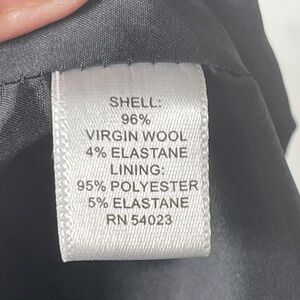 SHELL:
96%
VIRGIN WOOL
4% ELASTANE
LINING:
95% POLYESTER
5% ELASTANE
RN 54023